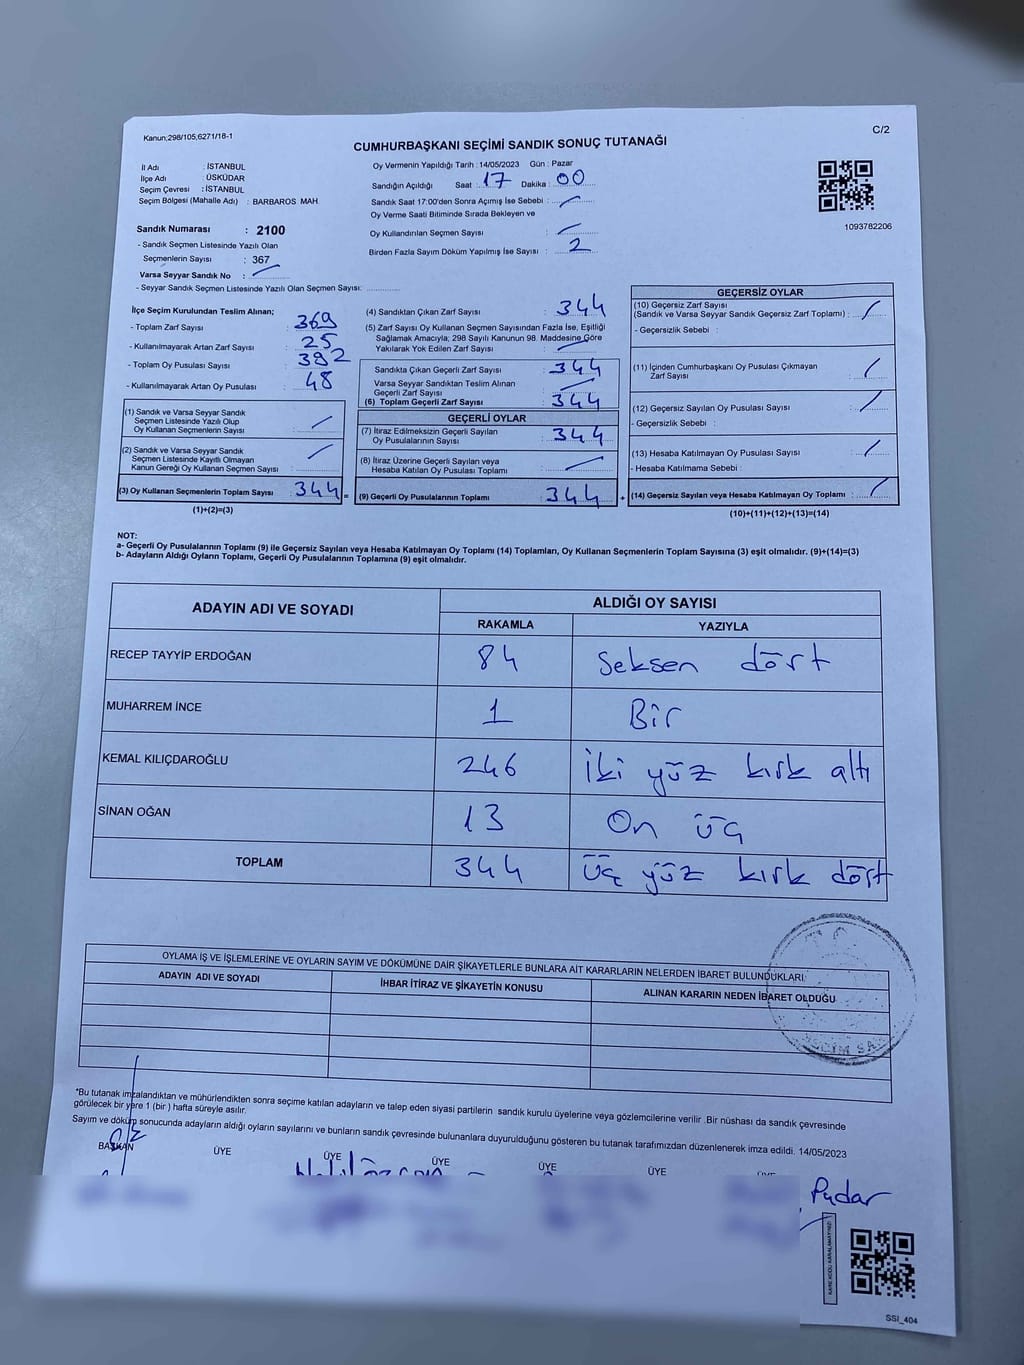 Kanun;298/105,6271/18-1
C/2
CUMHURBAŞKANI SEÇİMİ SANDIK SONUÇ TUTANAĞI
İl Adı : İSTANBUL
İlçe Adı : ÜSKÜDAR
Seçim Çevresi : İSTANBUL
Seçim Bölgesi (Mahalle Adı) : BARBAROS MAH.
Oy Vermenin Yapıldığı Tarih : 14/05/2023 Gün : Pazar
Sandığın Açıldığı Saat : 17 Dakika : 00
Sandık Saat 17:00'den Sonra Açımış İse Sebebi :
Oy Verme Saati Bitiminde Sırada Bekleyen ve
Oy Kullandırılan Seçmen Sayısı :
Birden Fazla Sayım Döküm Yapılmış İse Sayısı : 2
1093782206
Sandık Numarası : 2100
- Sandık Seçmen Listesinde Yazılı Olan
Seçmenlerin Sayısı : 367
Varsa Seyyar Sandık No :
- Seyyar Sandık Seçmen Listesinde Yazılı Olan Seçmen Sayısı:
İlçe Seçim Kurulundan Teslim Alınan;
- Toplam Zarf Sayısı : 369
- Kullanılmayarak Artan Zarf Sayısı : 25
- Toplam Oy Pusulası Sayısı : 392
- Kullanılmayarak Artan Oy Pusulası : 48
(1) Sandık ve Varsa Seyyar Sandık
Seçmen Listesinde Yazılı Olup
Oy Kullanan Seçmenlerin Sayısı :
(2) Sandık ve Varsa Seyyar Sandık
Seçmen Listesinde Kayıtlı Olmayan
Kanun Gereği Oy Kullanan Seçmen Sayısı :
(3) Oy Kullanan Seçmenlerin Toplam Sayısı : 344 =
(1)+(2)=(3)
(4) Sandıktan Çıkan Zarf Sayısı : 344
(5) Zarf Sayısı Oy Kullanan Seçmen Sayısından Fazla İse, Eşitliği
Sağlamak Amacıyla; 298 Sayılı Kanunun 98. Maddesine Göre
Yakılarak Yok Edilen Zarf Sayısı :
Sandıkta Çıkan Geçerli Zarf Sayısı : 344
Varsa Seyyar Sandıktan Teslim Alınan
Geçerli Zarf Sayısı :
(6) Toplam Geçerli Zarf Sayısı : 344
GEÇERLİ OYLAR
(7) İtiraz Edilmeksizin Geçerli Sayılan
Oy Pusulalarının Sayısı : 344
(8) İtiraz Üzerine Geçerli Sayılan veya
Hesaba Katılan Oy Pusulası Toplamı :
(9) Geçerli Oy Pusulalarının Toplamı : 344 +
GEÇERSİZ OYLAR
(10) Geçersiz Zarf Sayısı
(Sandık ve Varsa Seyyar Sandık Geçersiz Zarf Toplamı) :
- Geçersizlik Sebebi :
(11) İçinden Cumhurbaşkanı Oy Pusulası Çıkmayan
Zarf Sayısı :
(12) Geçersiz Sayılan Oy Pusulası Sayısı :
- Geçersizlik Sebebi :
(13) Hesaba Katılmayan Oy Pusulası Sayısı :
- Hesaba Katılmama Sebebi :
(14) Geçersiz Sayılan veya Hesaba Katılmayan Oy Toplamı :
(10)+(11)+(12)+(13)=(14)
NOT:
a- Geçerli Oy Pusulalarının Toplamı (9) ile Geçersiz Sayılan veya Hesaba Katılmayan Oy Toplamı (14) Toplamları, Oy Kullanan Seçmenlerin Toplam Sayısına (3) eşit olmalıdır. (9)+(14)=(3)
b- Adayların Aldığı Oyların Toplamı, Geçerli Oy Pusulalarının Toplamına (9) eşit olmalıdır.
ADAYIN ADI VE SOYADI ALDIĞI OY SAYISI
RAKAMLA YAZIYLA
RECEP TAYYİP ERDOĞAN 84 Seksen dört
MUHARREM İNCE 1 Bir
KEMAL KILIÇDAROĞLU 246 İki yüz kırk altı
SİNAN OĞAN 13 On üç
TOPLAM 344 Üç yüz kırk dört
OYLAMA İŞ VE İŞLEMLERİNE VE OYLARIN SAYIM VE DÖKÜMÜNE DAİR ŞİKAYETLERLE BUNLARA AİT KARARLARIN NELERDEN İBARET BULUNDUKLARI
ADAYIN ADI VE SOYADI İHBAR İTİRAZ VE ŞİKAYETİN KONUSU ALINAN KARARIN NEDEN İBARET OLDUĞU
T.C.
*Bu tutanak imzalandıktan ve mühürlendikten sonra seçime katılan adayların ve talep eden siyasi partilerin sandık kurulu üyelerine veya gözlemcilerine verilir .Bir nüshası da sandık çevresinde
görülecek bir yere 1 (bir ) hafta süreyle asılır.
Sayım ve döküm sonucunda adayların aldığı oyların sayılarını ve bunların sandık çevresinde bulunanlara duyurulduğunu gösteren bu tutanak tarafımızdan düzenlenerek imza edildi. 14/05/2023
BAŞKAN ÜYE ÜYE ÜYE ÜYE ÜYE
Pudar
SSI_404